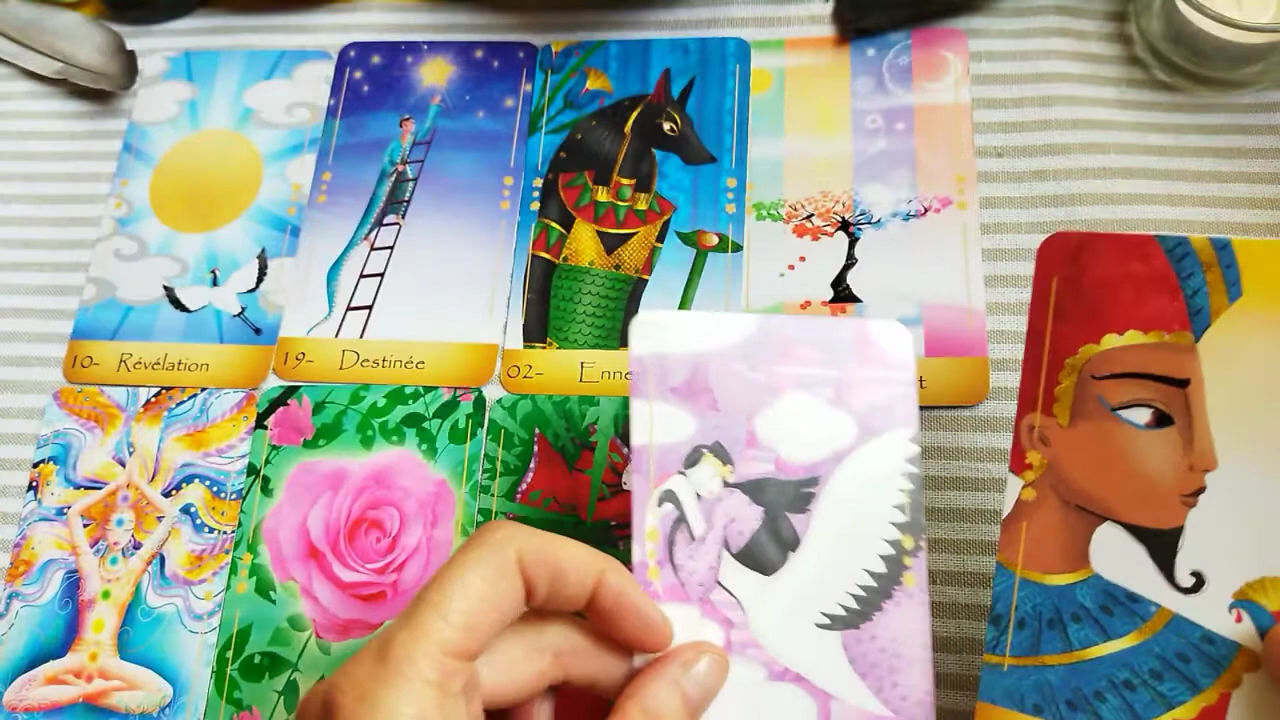 10- Révélation
19- Destinée
02- Enne
t